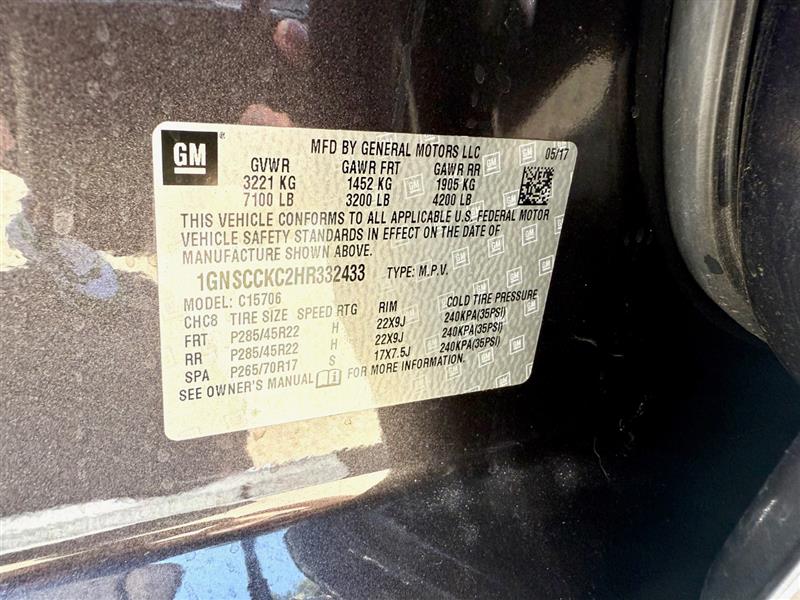 GM
MFD BY GENERAL MOTORS LLC 05/17
GVWR GAWR FRT GAWR RR
3221 KG 1452 KG 1905 KG
7100 LB 3200 LB 4200 LB
THIS VEHICLE CONFORMS TO ALL APPLICABLE U.S. FEDERAL MOTOR
VEHICLE SAFETY STANDARDS IN EFFECT ON THE DATE OF
MANUFACTURE SHOWN ABOVE.
1GNSCCKC2HR332433 TYPE: M.P.V.
MODEL: C15706
CHC8 TIRE SIZE SPEED RTG RIM COLD TIRE PRESSURE
FRT P285/45R22 H 22X9J 240KPA(35PSI)
RR P285/45R22 H 22X9J 240KPA(35PSI)
SPA P265/70R17 S 17X7.5J 240KPA(35PSI)
SEE OWNER'S MANUAL FOR MORE INFORMATION.